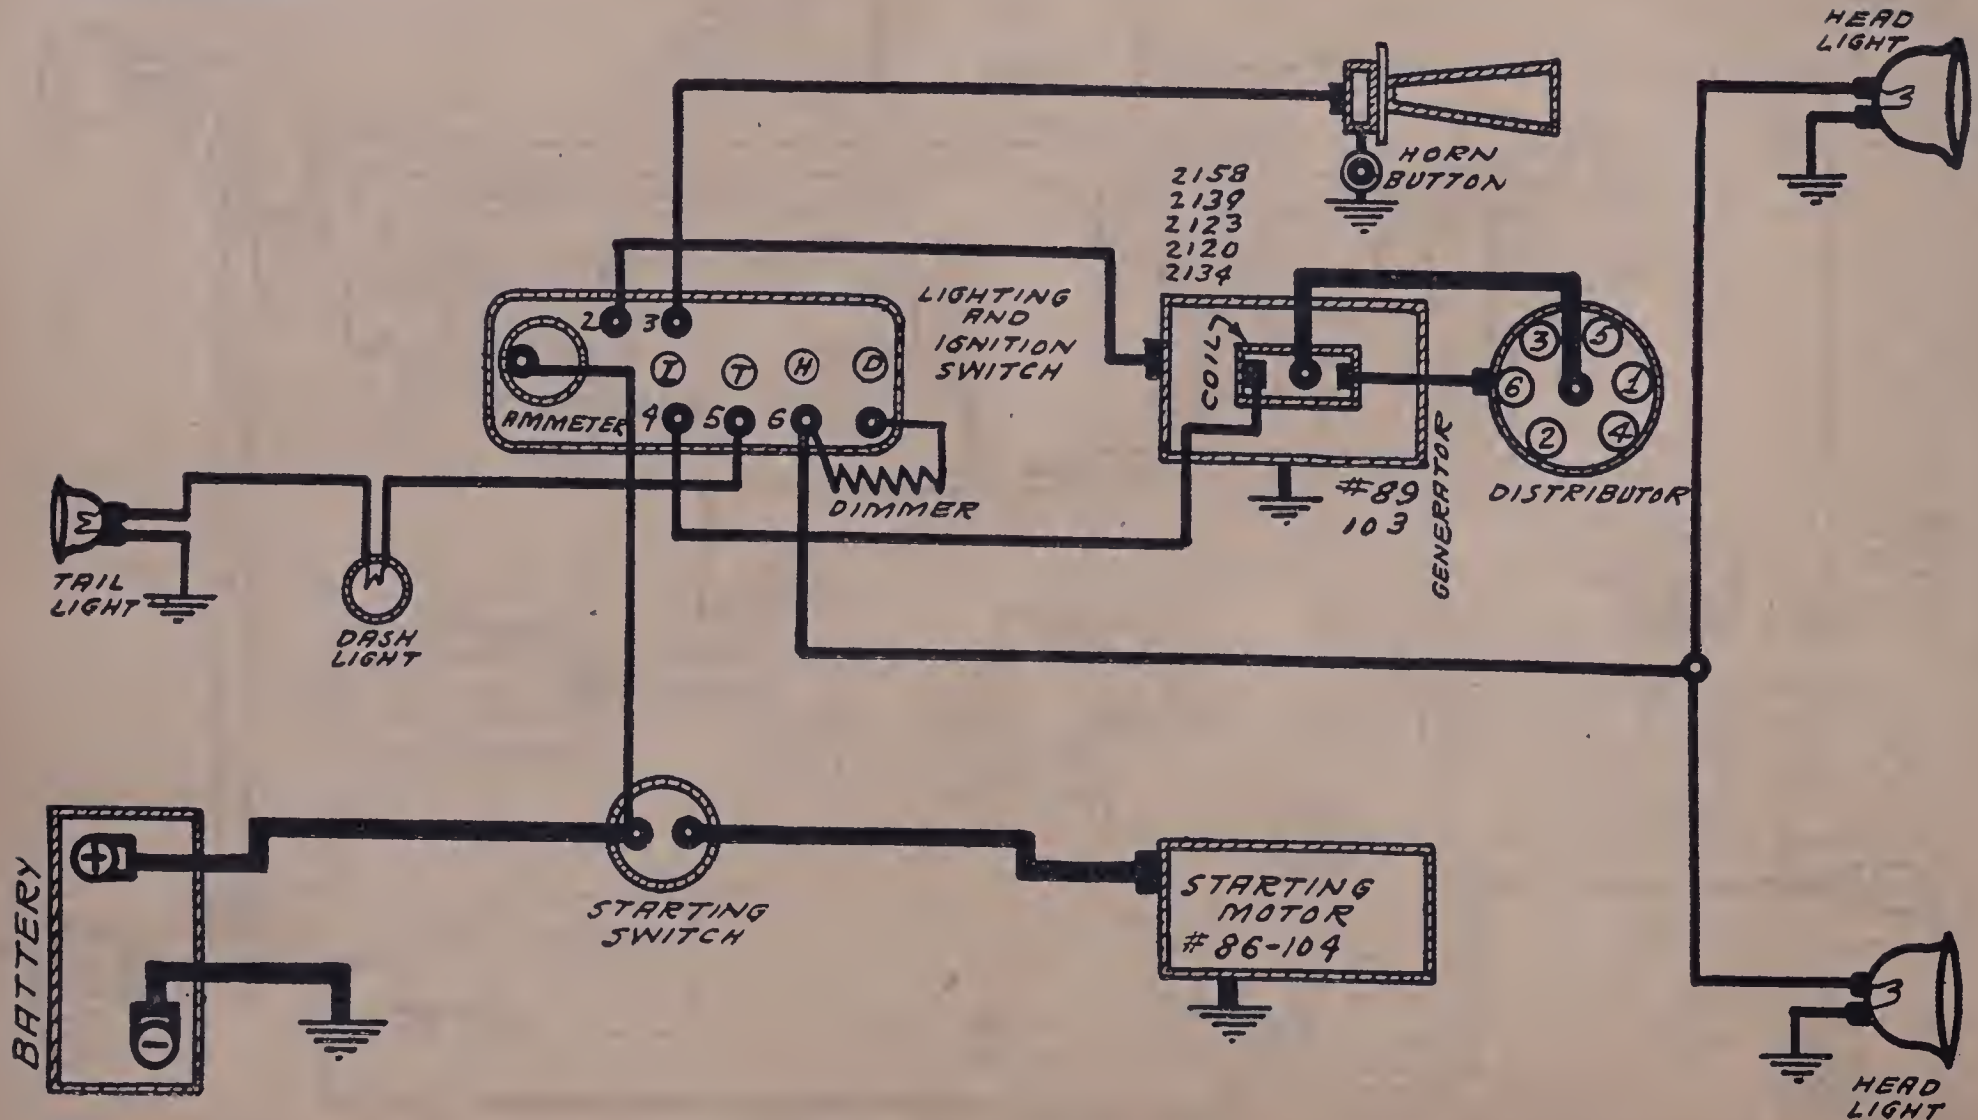 HEAD
LIGHT
HORN
BUTTON
2158
2139
2123
2120
2134
LIGHTING
AND
IGNITION
SWITCH
2 3
I T H D
AMMETER 4 5 6
DIMMER
COIL
GENERATOR
#89
103
3 5
6 1
2 4
DISTRIBUTOR
TAIL
LIGHT
DASH
LIGHT
BATTERY
+
-
STARTING
SWITCH
STARTING
MOTOR
#86-104
HEAD
LIGHT